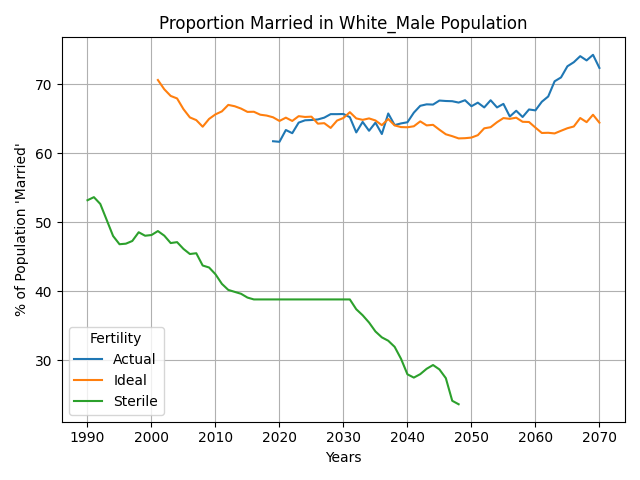 Proportion Married in White_Male Population
% of Population 'Married'
70
60
50
40
30
Fertility
Actual
Ideal
Sterile
1990 2000 2010 2020 2030 2040 2050 2060 2070
Years